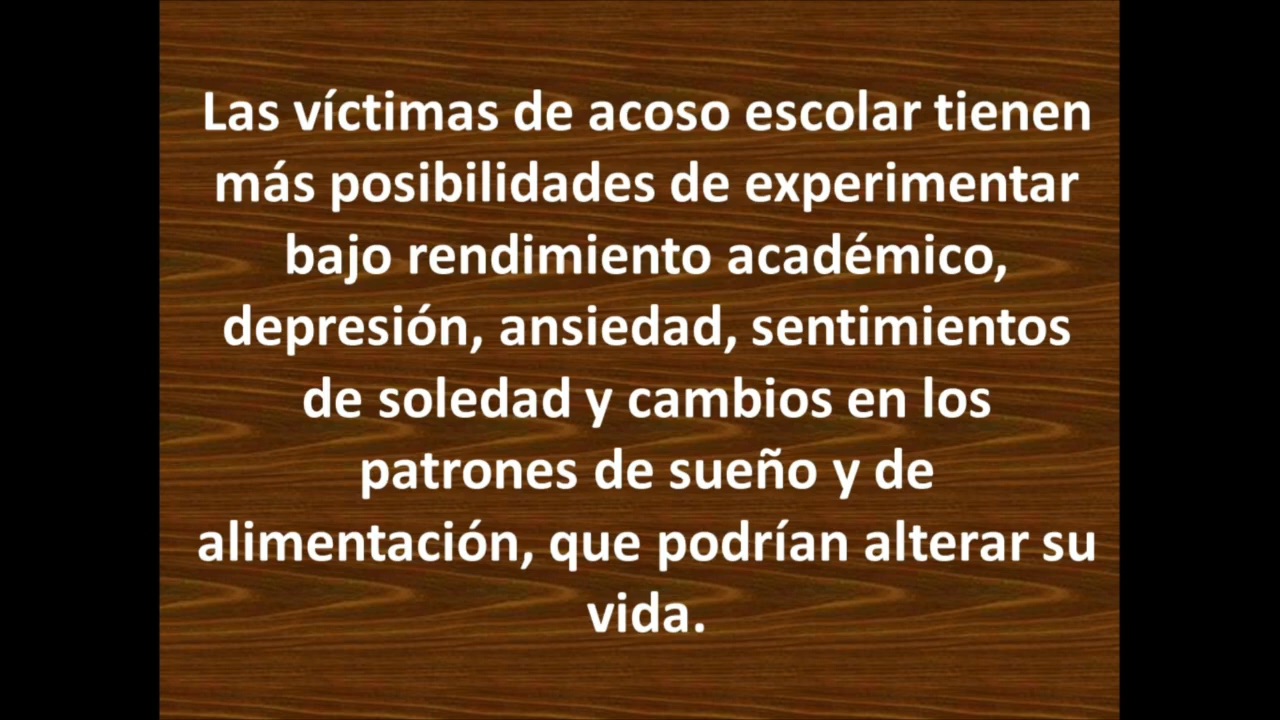 Las víctimas de acoso escolar tienen
más posibilidades de experimentar
bajo rendimiento académico,
depresión, ansiedad, sentimientos
de soledad y cambios en los
patrones de sueño y de
alimentación, que podrían alterar su
vida.